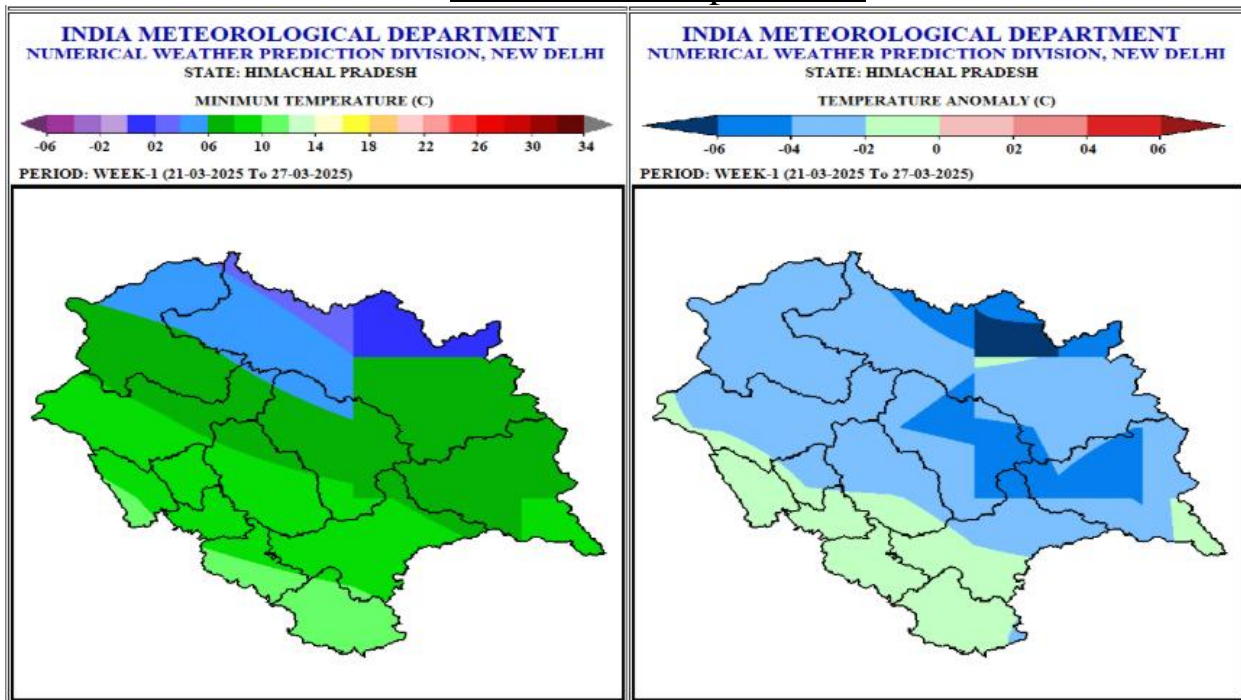 INDIA METEOROLOGICAL DEPARTMENT
NUMERICAL WEATHER PREDICTION DIVISION, NEW DELHI
STATE: HIMACHAL PRADESH
MINIMUM TEMPERATURE (C)
-06 -02 02 06 10 14 18 22 26 30 34
PERIOD: WEEK-1 (21-03-2025 To 27-03-2025)
INDIA METEOROLOGICAL DEPARTMENT
NUMERICAL WEATHER PREDICTION DIVISION, NEW DELHI
STATE: HIMACHAL PRADESH
TEMPERATURE ANOMALY (C)
-06 -04 -02 0 02 04 06
PERIOD: WEEK-1 (21-03-2025 To 27-03-2025)